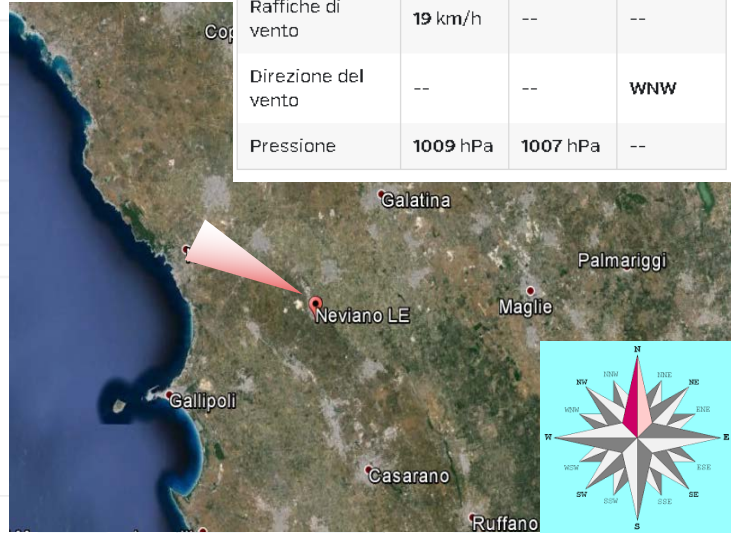 Raffiche di
vento
19 km/h
--
--
Direzione del
vento
--
--
WNW
Pressione
1009 hPa
1007 hPa
--
Galatina
Palmariggi
Maglie
Neviano LE
Gallipoli
Casarano
Ruffano
N
NNW
NNE
NW
NE
WNW
ENE
W
E
WSW
ESE
SW
SE
SSW
SSE
S